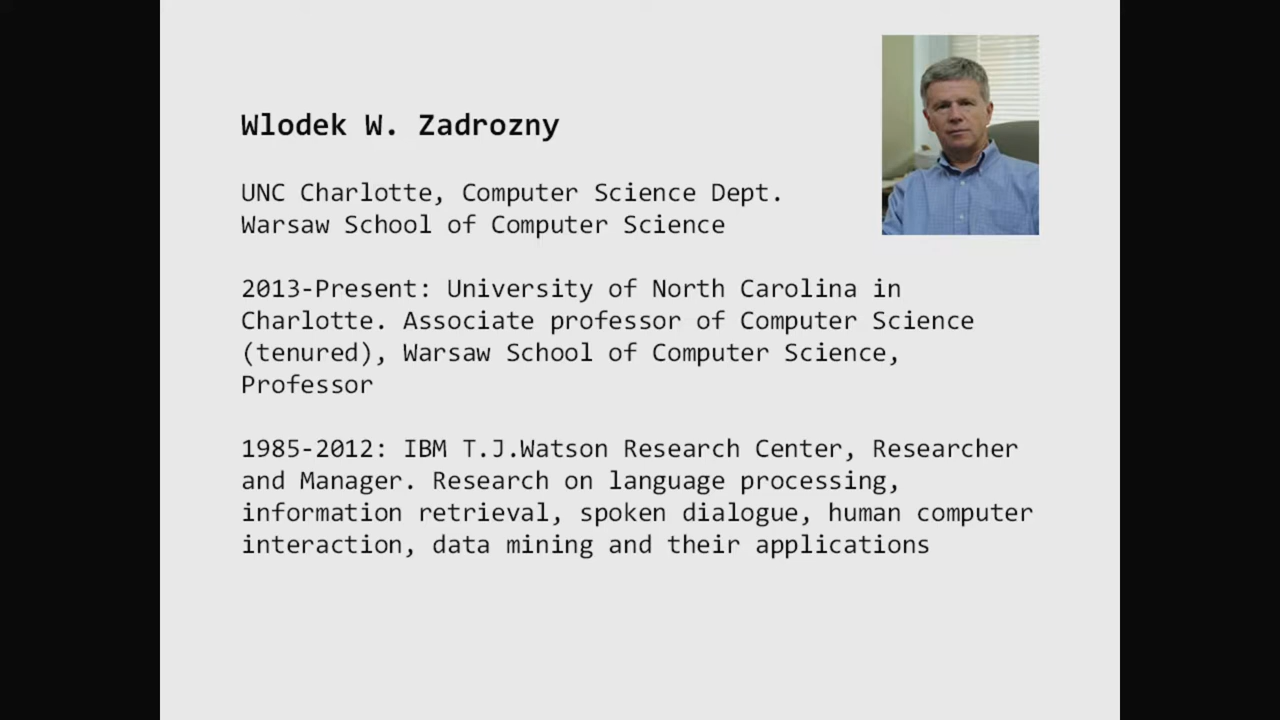 Wlodek W. Zadrozny
UNC Charlotte, Computer Science Dept.
Warsaw School of Computer Science
2013-Present: University of North Carolina in
Charlotte. Associate professor of Computer Science
(tenured), Warsaw School of Computer Science,
Professor
1985-2012: IBM T.J.Watson Research Center, Researcher
and Manager. Research on language processing,
information retrieval, spoken dialogue, human computer
interaction, data mining and their applications